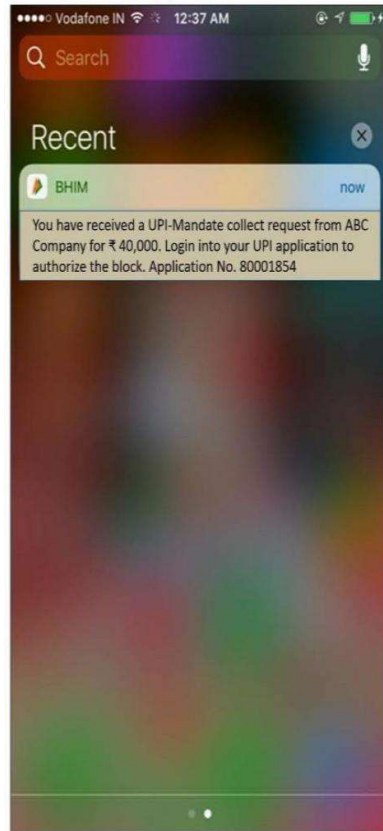 Vodafone IN 12:37 AM
Search
Recent
BHIM now
You have received a UPI-Mandate collect request from ABC
Company for ₹ 40,000. Login into your UPI application to
authorize the block. Application No. 80001854